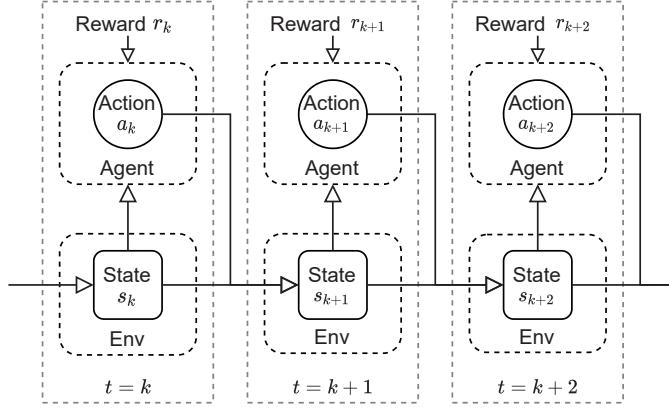 Reward r_k
Action
a_k
Agent
State
s_k
Env
t = k
Reward r_{k+1}
Action
a_{k+1}
Agent
State
s_{k+1}
Env
t = k + 1
Reward r_{k+2}
Action
a_{k+2}
Agent
State
s_{k+2}
Env
t = k + 2